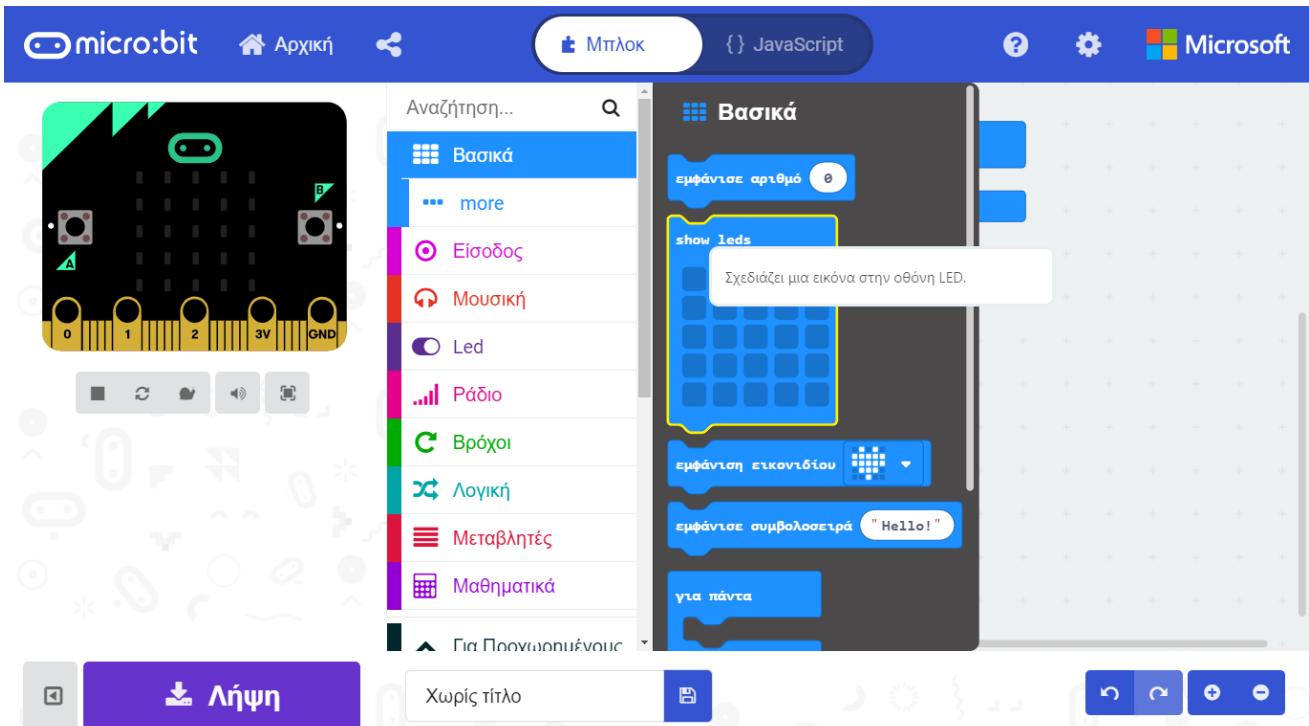 micro:bit
Αρχική
Μπλοκ
{} JavaScript
?
Microsoft
B
A
0 1 2 3V GND
Λήψη
Αναζήτηση...
Βασικά
more
Είσοδος
Μουσική
Led
Ράδιο
Βρόχοι
Λογική
Μεταβλητές
Μαθηματικά
Για Προχωρημένους
Βασικά
εμφάνισε αριθμό 0
show leds
Σχεδιάζει μια εικόνα στην οθόνη LED.
εμφάνιση εικονιδίου
εμφάνισε συμβολοσειρά "Hello!"
για πάντα
Χωρίς τίτλο